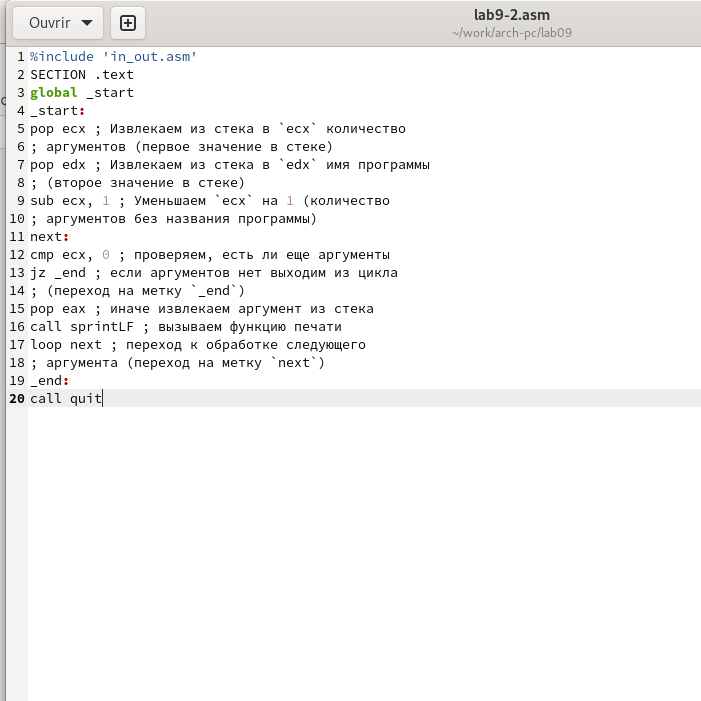 Ouvrir
lab9-2.asm
~/work/arch-pc/lab09
1 %include 'in_out.asm'
2 SECTION .text
3 global _start
4 _start:
5 pop ecx ; Извлекаем из стека в `ecx` количество
6 ; аргументов (первое значение в стеке)
7 pop edx ; Извлекаем из стека в `edx` имя программы
8 ; (второе значение в стеке)
9 sub ecx, 1 ; Уменьшаем `ecx` на 1 (количество
10 ; аргументов без названия программы)
11 next:
12 cmp ecx, 0 ; проверяем, есть ли еще аргументы
13 jz _end ; если аргументов нет выходим из цикла
14 ; (переход на метку `_end`)
15 pop eax ; иначе извлекаем аргумент из стека
16 call sprintLF ; вызываем функцию печати
17 loop next ; переход к обработке следующего
18 ; аргумента (переход на метку `next`)
19 _end:
20 call quit